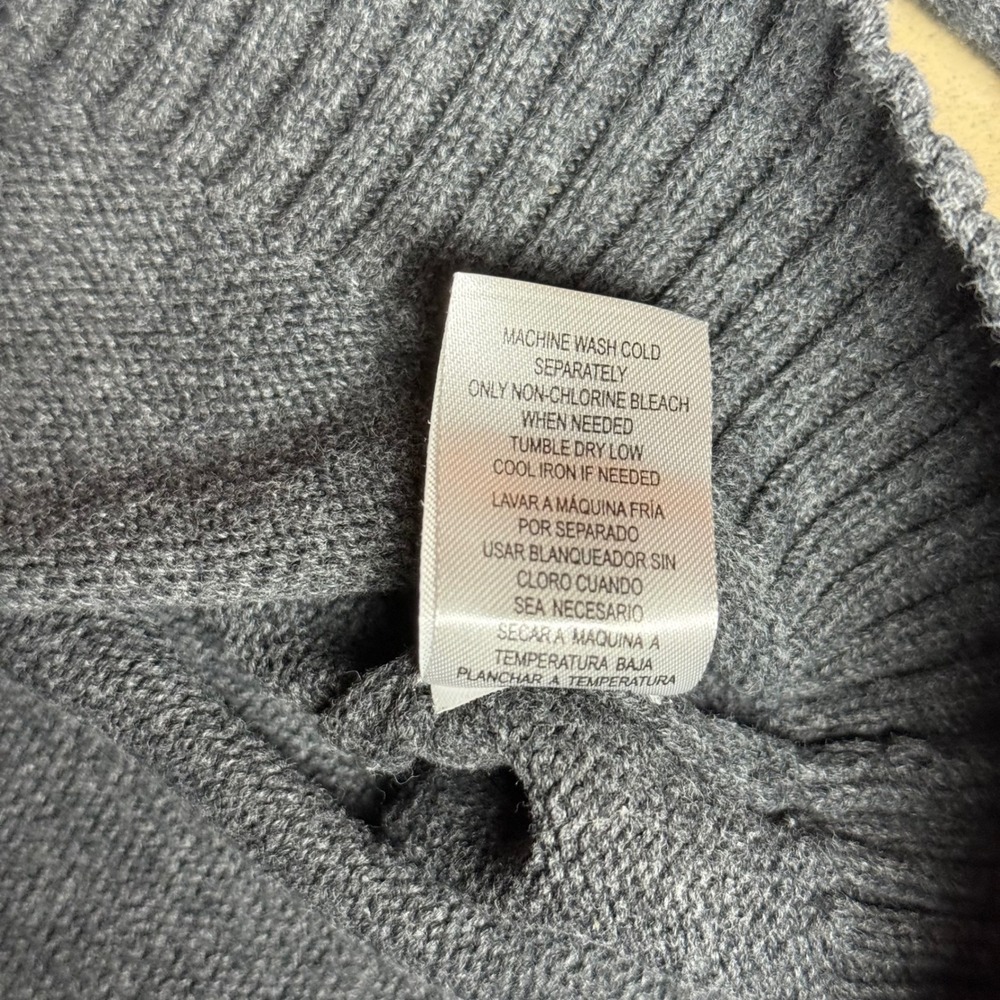 MACHINE WASH COLD
SEPARATELY
ONLY NON-CHLORINE BLEACH
WHEN NEEDED
TUMBLE DRY LOW
COOL IRON IF NEEDED
LAVAR A MÁQUINA FRÍA
POR SEPARADO
USAR BLANQUEADOR SIN
CLORO CUANDO
SEA NECESARIO
SECAR A MAQUINA A
TEMPERATURA BAJA
PLANCHAR A TEMPERATURA